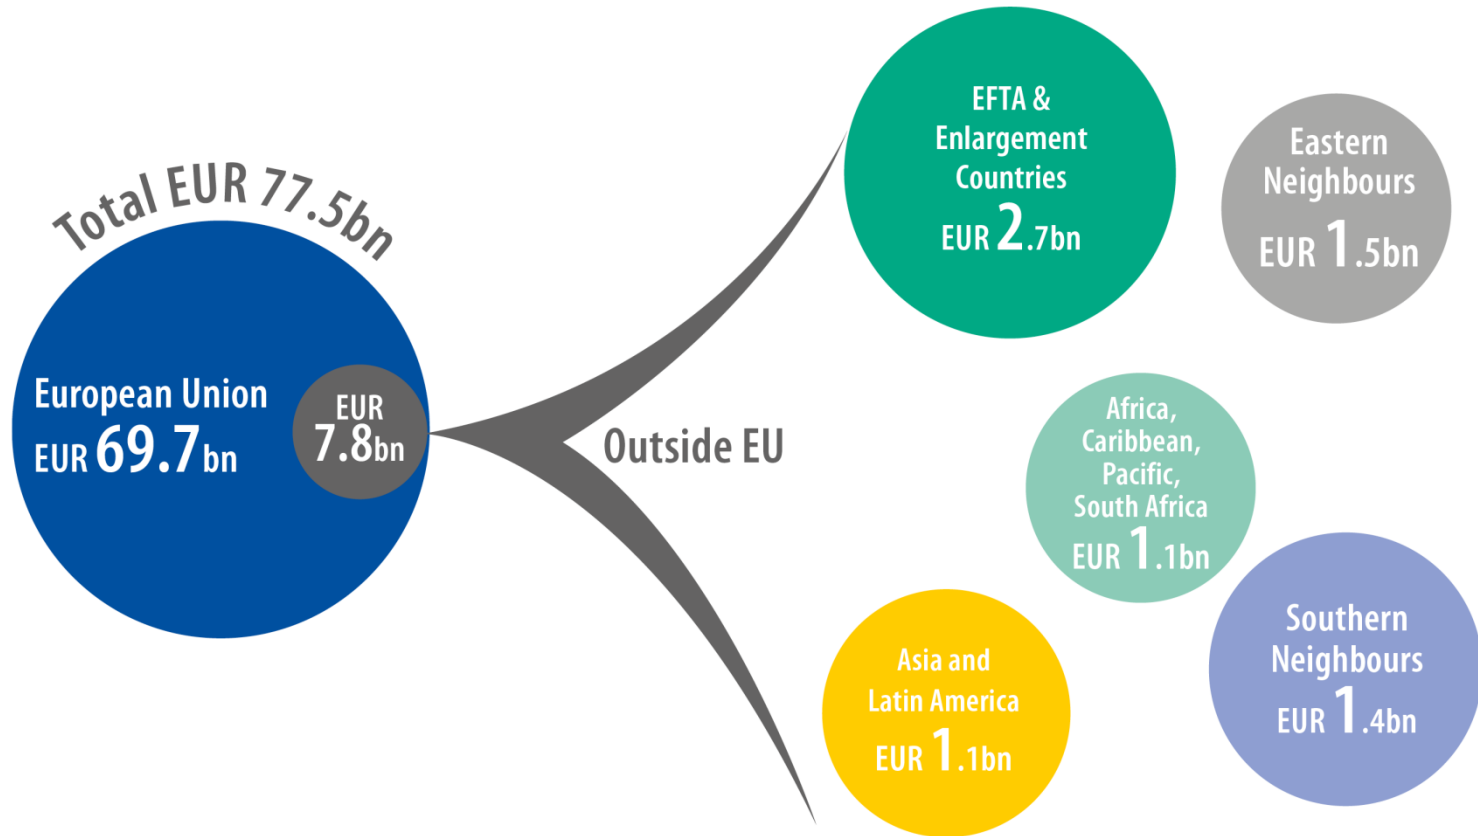 Total EUR 77.5bn
European Union
EUR 69.7bn
EUR
7.8bn
Outside EU
EFTA &
Enlargement
Countries
EUR 2.7bn
Eastern
Neighbours
EUR 1.5bn
Africa,
Caribbean,
Pacific,
South Africa
EUR 1.1bn
Southern
Neighbours
EUR 1.4bn
Asia and
Latin America
EUR 1.1bn